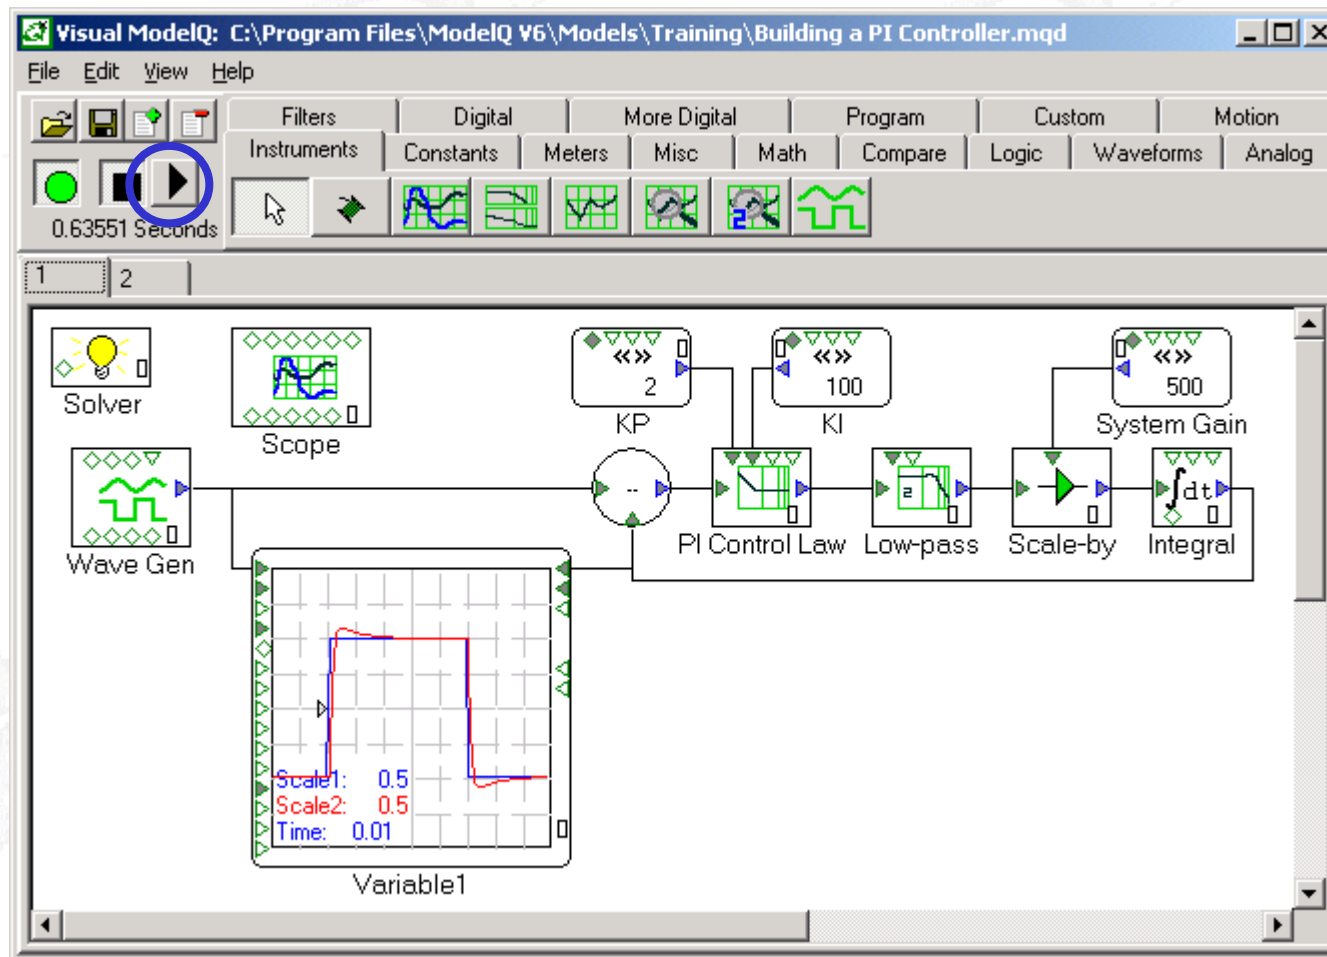 Visual ModelQ: C:\Program Files\ModelQ V6\Models\Training\Building a PI Controller.mqd
File Edit View Help
Filters Digital More Digital Program Custom Motion
Instruments Constants Meters Misc Math Compare Logic Waveforms Analog
2
0.63551 Seconds
1 2
«» «» «»
2 100 500
Solver KP KI System Gain
Scope
2 ∫dt
-- 
Wave Gen PI Control Law Low-pass Scale-by Integral
Scale1: 0.5
Scale2: 0.5
Time: 0.01
Variable1